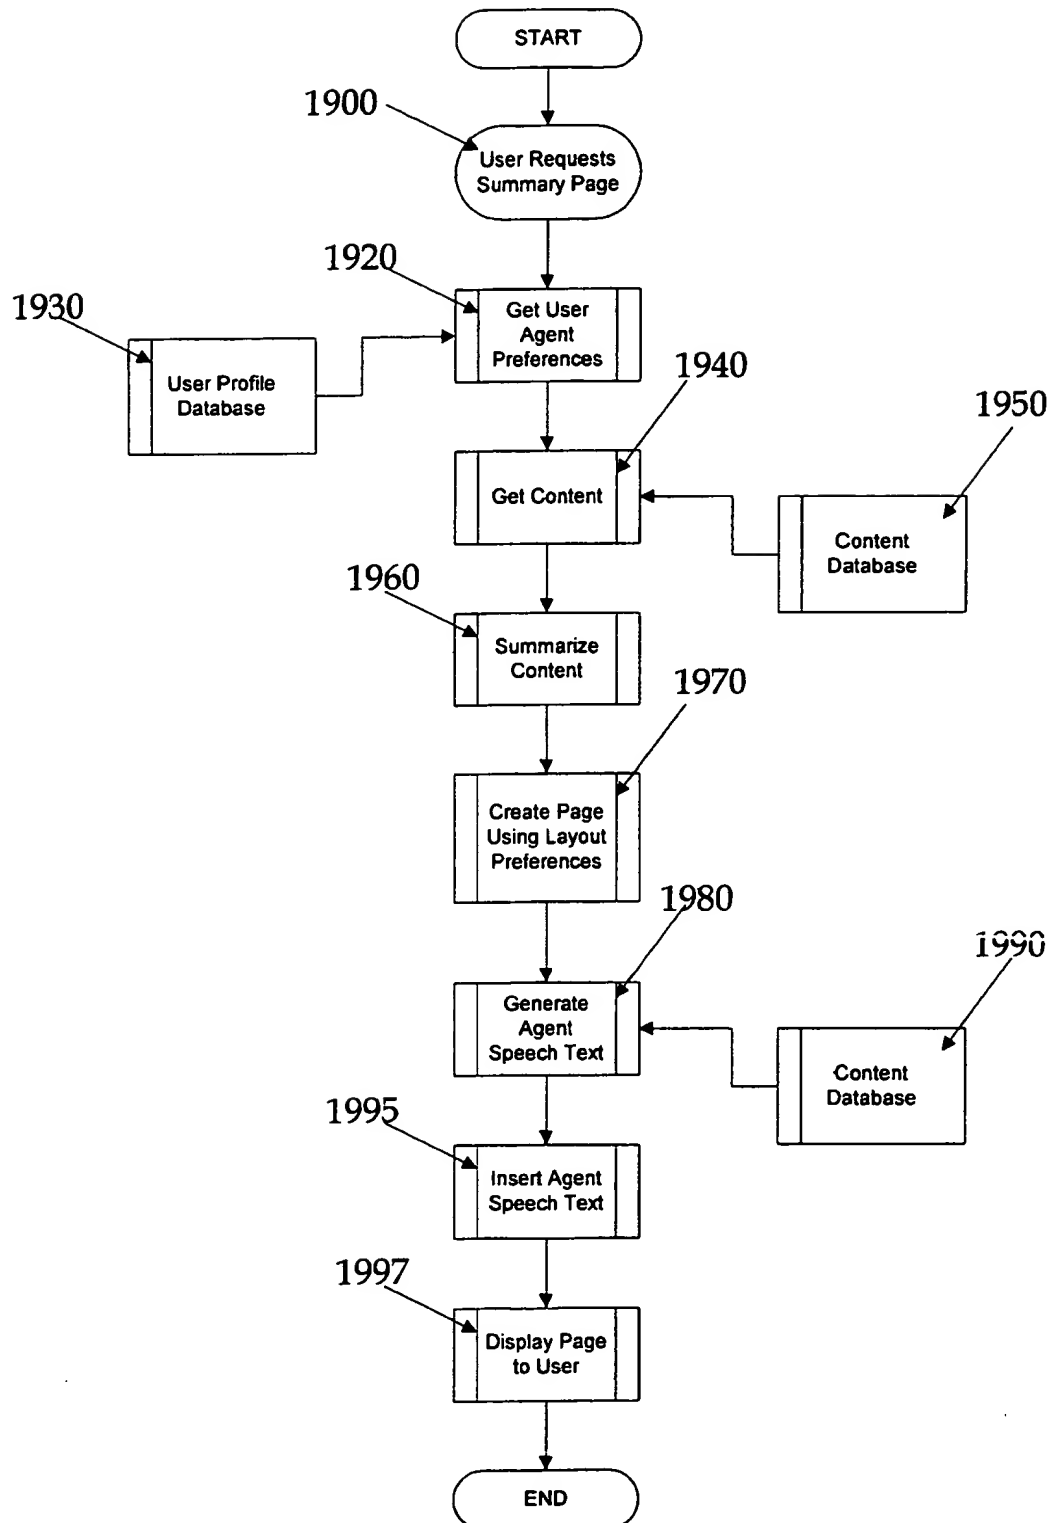 START
1900
User Requests
Summary Page
1920
1930
Get User
Agent
Preferences
User Profile
Database
1940
1950
Get Content
Content
Database
1960
Summarize
Content
1970
Create Page
Using Layout
Preferences
1980
1990
Generate
Agent
Speech Text
Content
Database
1995
Insert Agent
Speech Text
1997
Display Page
to User
END